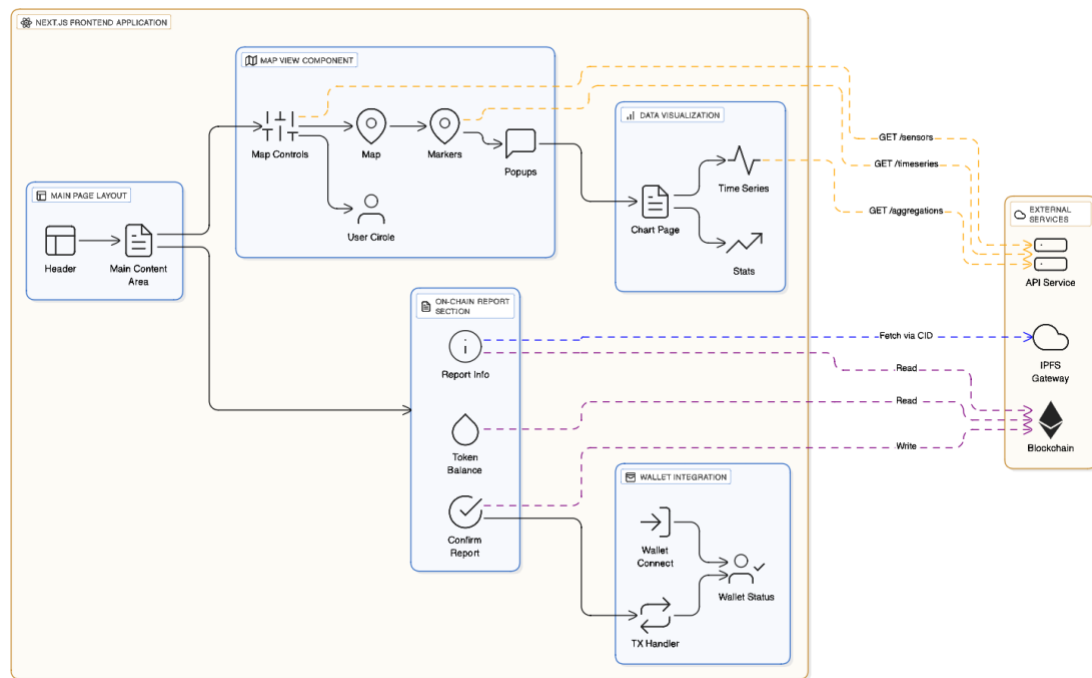 NEXT.JS FRONTEND APPLICATION
MAP VIEW COMPONENT
Map Controls
Map
Markers
Popups
User Circle
DATA VISUALIZATION
Time Series
Chart Page
Stats
MAIN PAGE LAYOUT
Header
Main Content
Area
GET /sensors
GET /timeseries
GET /aggregations
EXTERNAL
SERVICES
API Service
IPFS
Gateway
Blockchain
ON-CHAIN REPORT
SECTION
Report Info
Token
Balance
Confirm
Report
Fetch via CID
Read
Read
Write
WALLET INTEGRATION
Wallet
Connect
Wallet Status
TX Handler